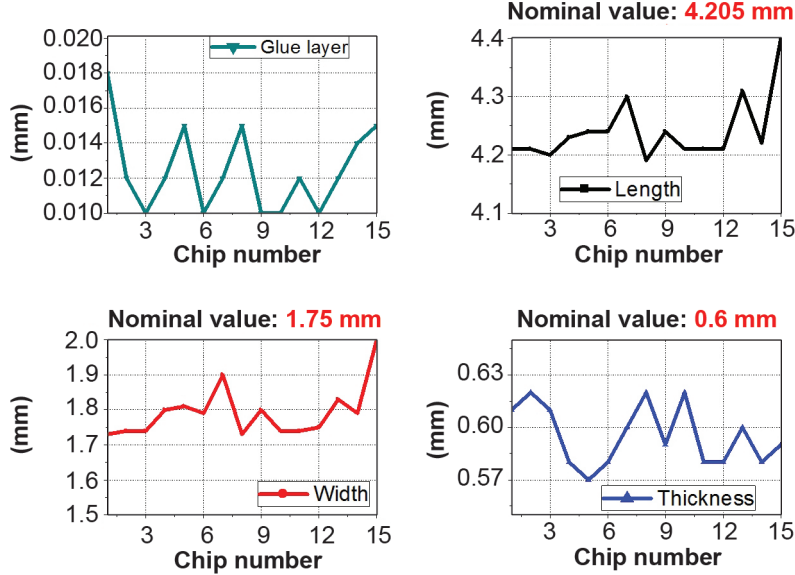 Glue layer
0.020
0.018
0.016
0.014
0.012
0.010
(mm)
3 6 9 12 15
Chip number
Nominal value: 4.205 mm
4.4
4.3
4.2
4.1
(mm)
Length
3 6 9 12 15
Chip number
Nominal value: 1.75 mm
2.0
1.9
1.8
1.7
1.6
1.5
(mm)
Width
3 6 9 12 15
Chip number
Nominal value: 0.6 mm
0.63
0.60
0.57
(mm)
Thickness
3 6 9 12 15
Chip number